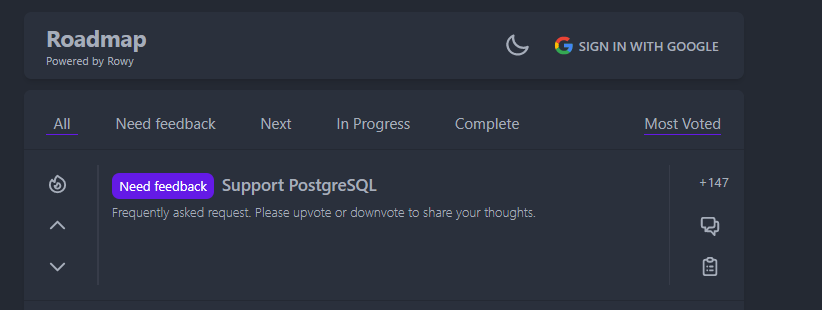 Roadmap
Powered by Rowy
SIGN IN WITH GOOGLE
All Need feedback Next In Progress Complete Most Voted
Need feedback Support PostgreSQL
+147
Frequently asked request. Please upvote or downvote to share your thoughts.